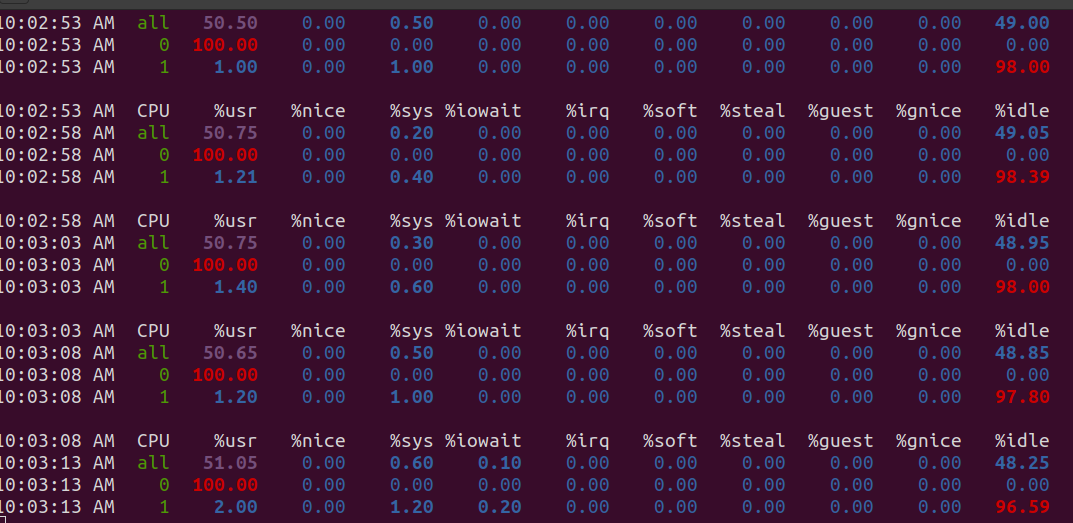 10:02:53 AM  all   50.50    0.00    0.50    0.00    0.00    0.00    0.00    0.00    0.00   49.00
10:02:53 AM    0  100.00    0.00    0.00    0.00    0.00    0.00    0.00    0.00    0.00    0.00
10:02:53 AM    1    1.00    0.00    1.00    0.00    0.00    0.00    0.00    0.00    0.00   98.00
10:02:53 AM  CPU    %usr   %nice    %sys %iowait    %irq   %soft  %steal  %guest  %gnice   %idle
10:02:58 AM  all   50.75    0.00    0.20    0.00    0.00    0.00    0.00    0.00    0.00   49.05
10:02:58 AM    0  100.00    0.00    0.00    0.00    0.00    0.00    0.00    0.00    0.00    0.00
10:02:58 AM    1    1.21    0.00    0.40    0.00    0.00    0.00    0.00    0.00    0.00   98.39
10:02:58 AM  CPU    %usr   %nice    %sys %iowait    %irq   %soft  %steal  %guest  %gnice   %idle
10:03:03 AM  all   50.75    0.00    0.30    0.00    0.00    0.00    0.00    0.00    0.00   48.95
10:03:03 AM    0  100.00    0.00    0.00    0.00    0.00    0.00    0.00    0.00    0.00    0.00
10:03:03 AM    1    1.40    0.00    0.60    0.00    0.00    0.00    0.00    0.00    0.00   98.00
10:03:03 AM  CPU    %usr   %nice    %sys %iowait    %irq   %soft  %steal  %guest  %gnice   %idle
10:03:08 AM  all   50.65    0.00    0.50    0.00    0.00    0.00    0.00    0.00    0.00   48.85
10:03:08 AM    0  100.00    0.00    0.00    0.00    0.00    0.00    0.00    0.00    0.00    0.00
10:03:08 AM    1    1.20    0.00    1.00    0.00    0.00    0.00    0.00    0.00    0.00   97.80
10:03:08 AM  CPU    %usr   %nice    %sys %iowait    %irq   %soft  %steal  %guest  %gnice   %idle
10:03:13 AM  all   51.05    0.00    0.60    0.10    0.00    0.00    0.00    0.00    0.00   48.25
10:03:13 AM    0  100.00    0.00    0.00    0.00    0.00    0.00    0.00    0.00    0.00    0.00
10:03:13 AM    1    2.00    0.00    1.20    0.20    0.00    0.00    0.00    0.00    0.00   96.59